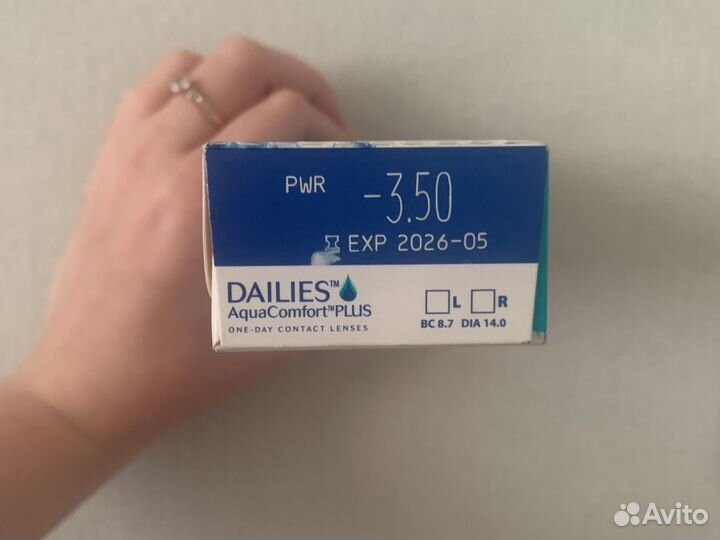 PWR -3.50
EXP 2026-05
DAILIES™
AquaComfort™PLUS
ONE-DAY CONTACT LENSES
L R
BC 8.7 DIA 14.0
Avito